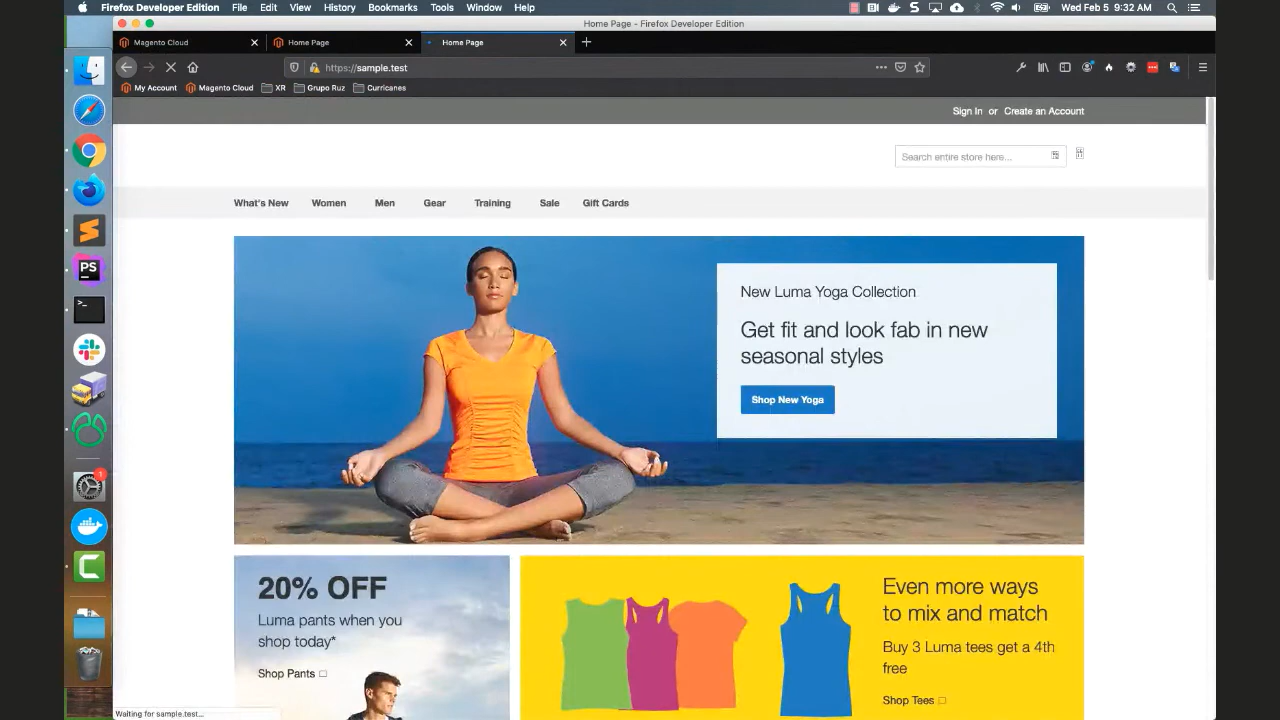 Firefox Developer Edition File Edit View History Bookmarks Tools Window Help Wed Feb 5 9:32 AM
Home Page - Firefox Developer Edition
Magento Cloud Home Page Home Page
https://sample.test
My Account Magento Cloud XR Grupo Ruz Curricanes
Sign In or Create an Account
Search entire store here...
What's New Women Men Gear Training Sale Gift Cards
New Luma Yoga Collection
Get fit and look fab in new
seasonal styles
Shop New Yoga
PS
1
20% OFF
Luma pants when you
shop today*
Shop Pants
Even more ways
to mix and match
Buy 3 Luma tees get a 4th
free
Shop Tees
Waiting for sample.test...